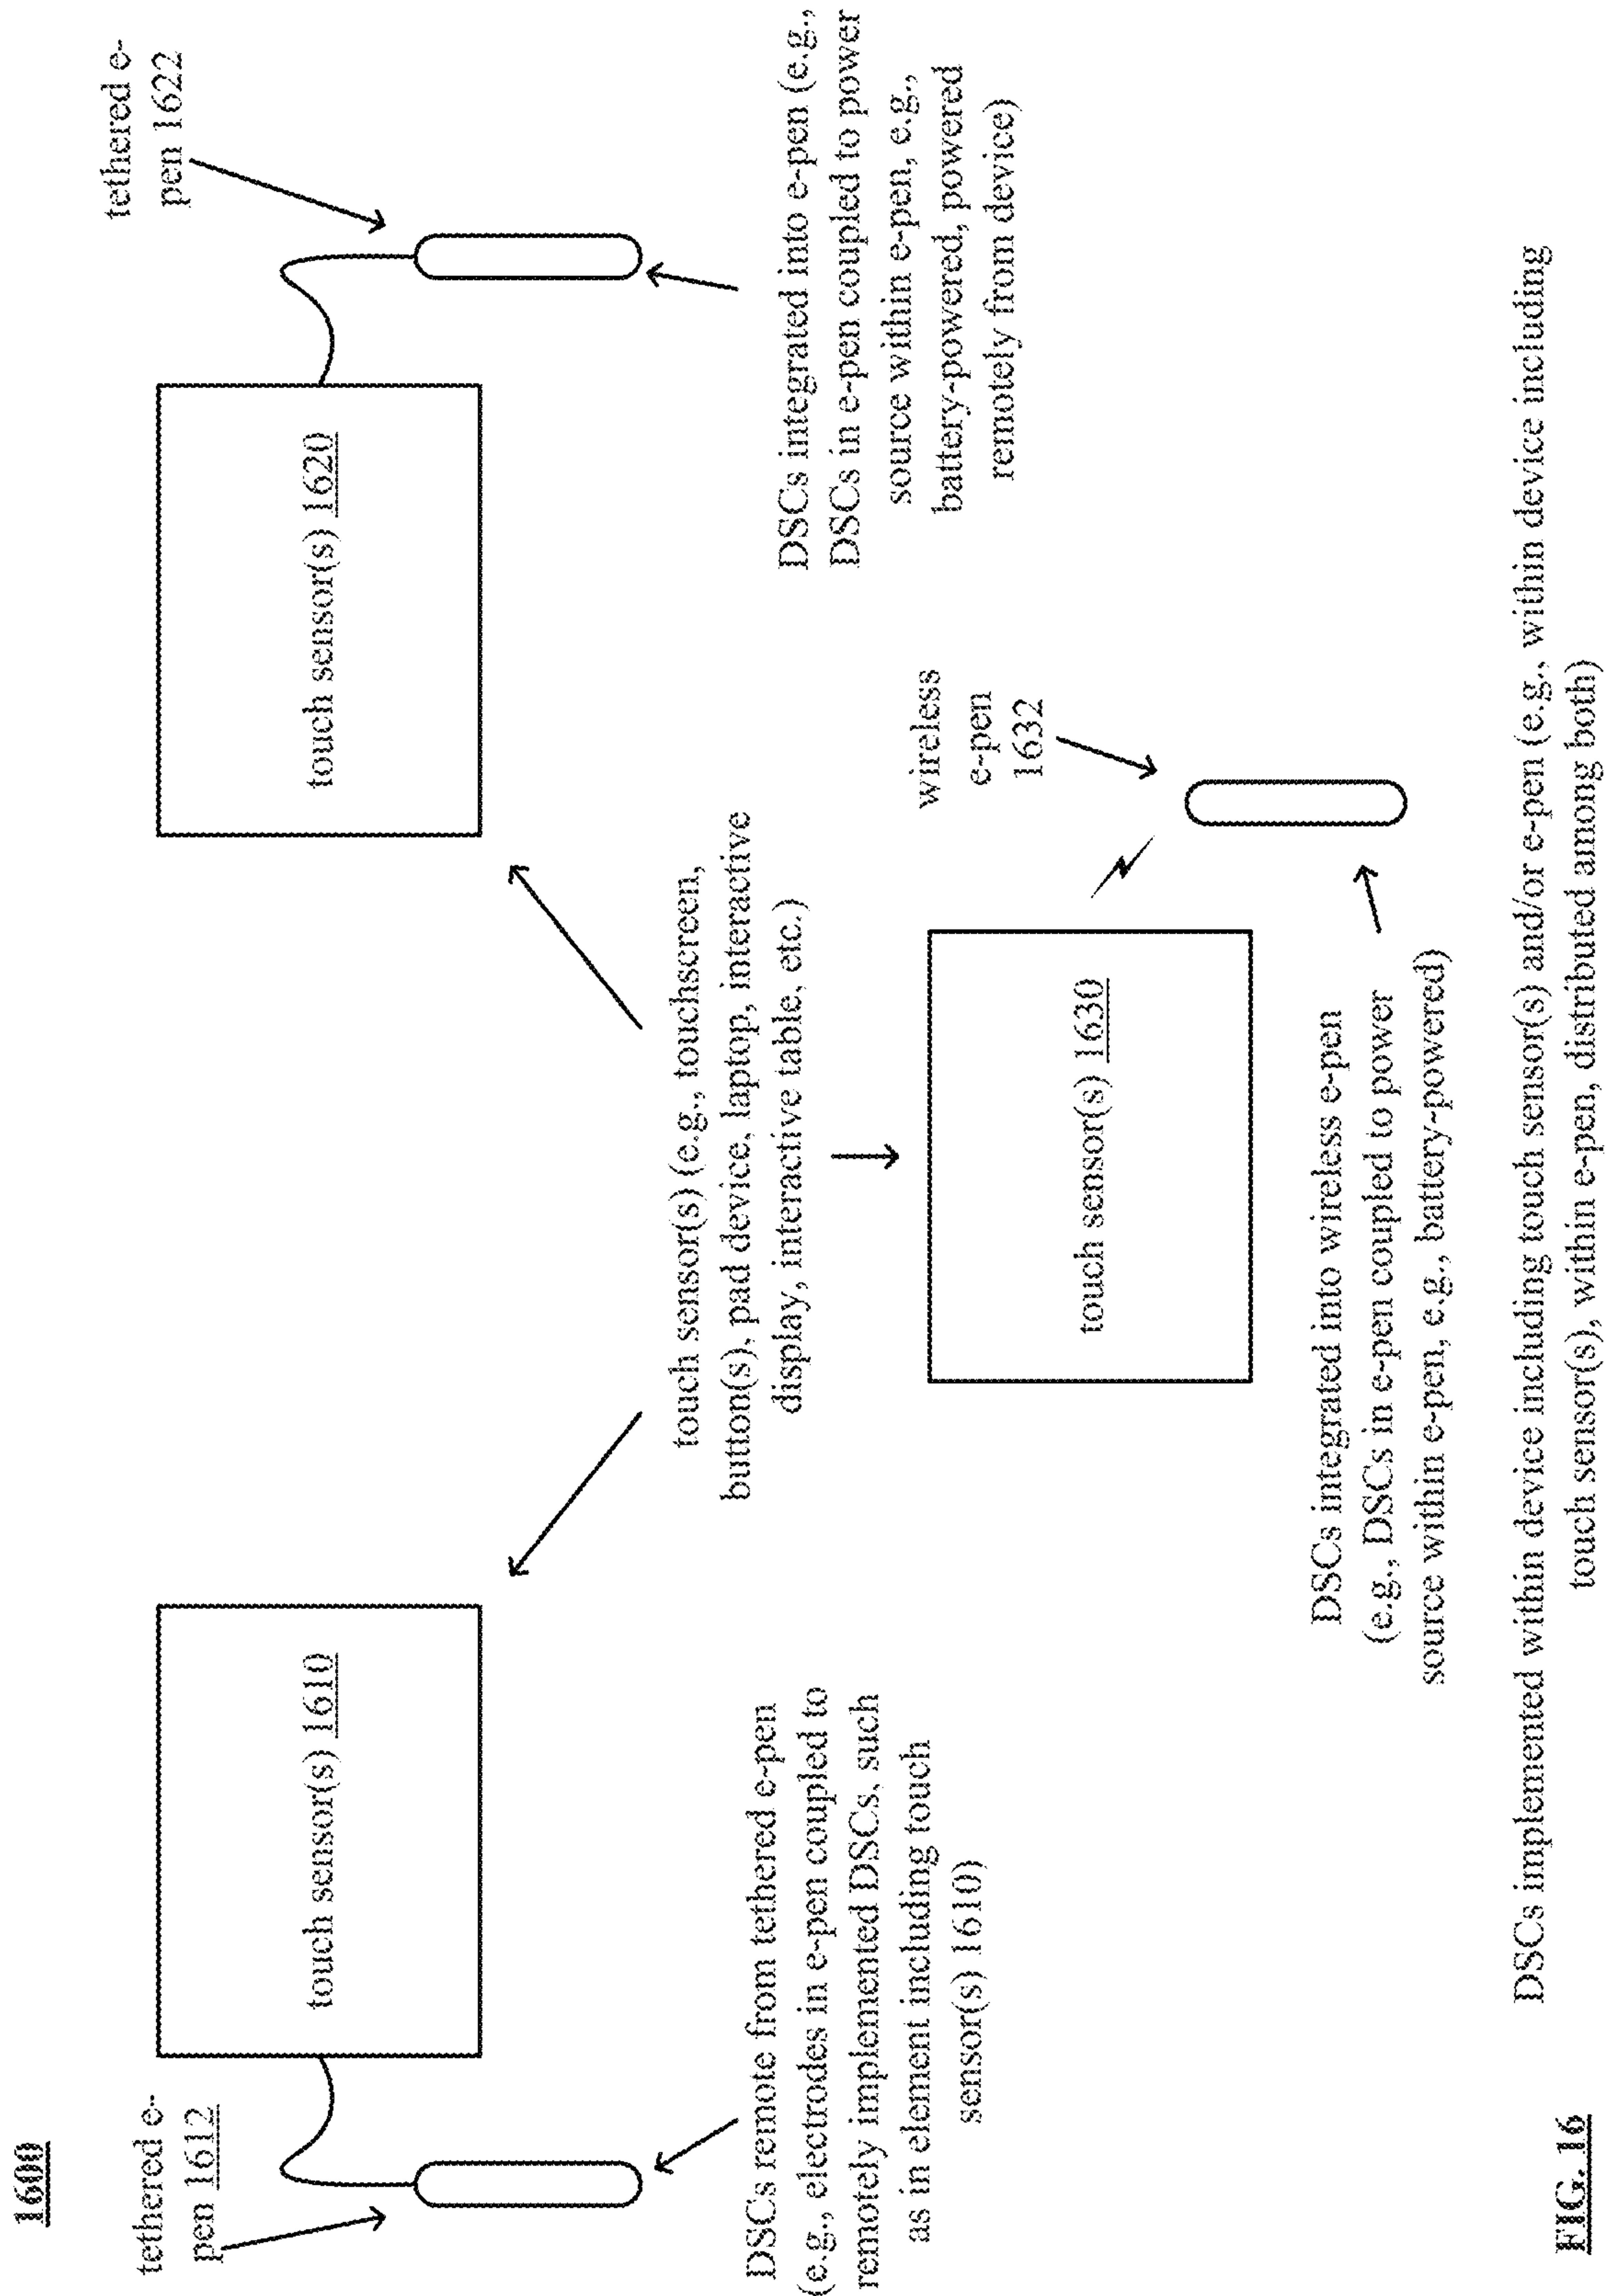 1600
tethered e-
pen 1612
touch sensor(s) 1610
DSCs remote from tethered e-pen
(e.g., electrodes in e-pen coupled to
remotely implemented DSCs, such
as in element including touch
sensor(s) 1610)
touch sensor(s) (e.g., touchscreen,
button(s), pad device, laptop, interactive
display, interactive table, etc.)
touch sensor(s) 1620
tethered e-
pen 1622
DSCs integrated into e-pen (e.g.,
DSCs in e-pen coupled to power
source within e-pen, e.g.,
battery-powered, powered
remotely from device)
touch sensor(s) 1630
wireless
e-pen
1632
DSCs integrated into wireless e-pen
(e.g., DSCs in e-pen coupled to power
source within e-pen, e.g., battery-powered)
DSCs implemented within device including touch sensor(s) and/or e-pen (e.g., within device including
touch sensor(s), within e-pen, distributed among both)
FIG. 16